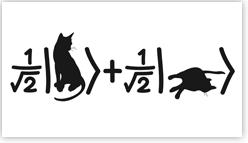 1/√2 | ⟩ + 1/√2 | ⟩